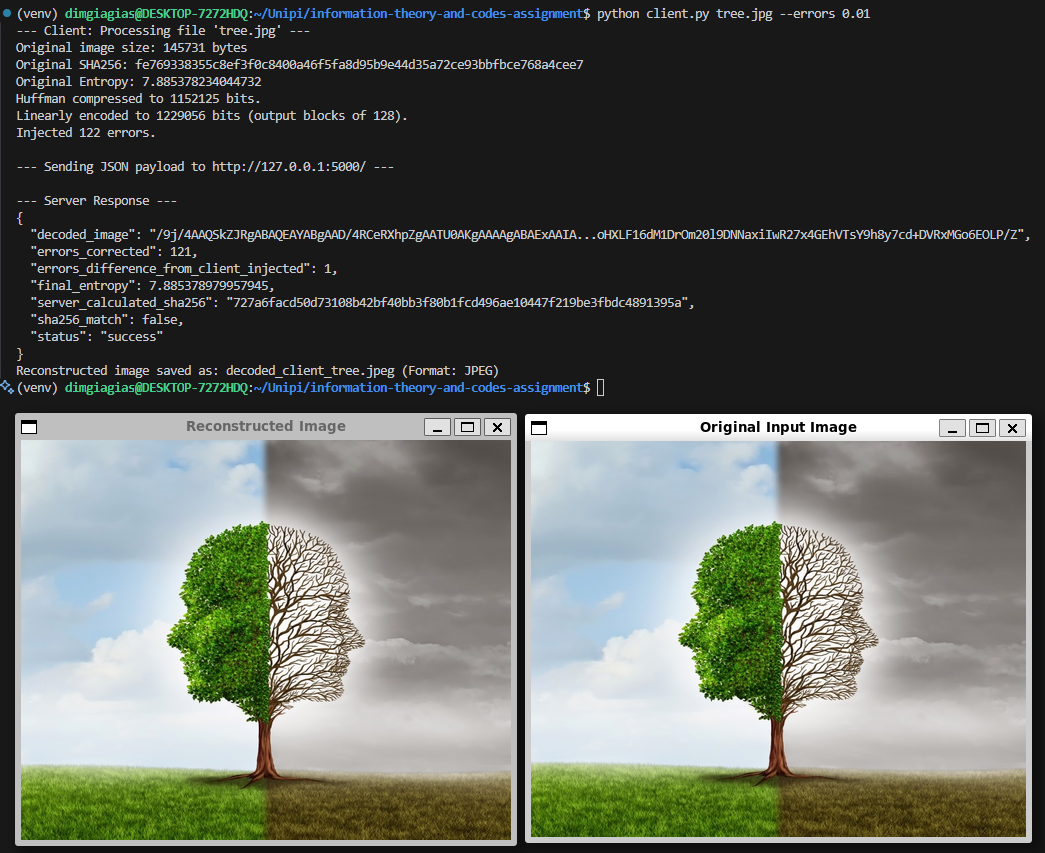 (venv) dimgiagias@DESKTOP-7272HDQ:~/Unipi/information-theory-and-codes-assignment$ python client.py tree.jpg --errors 0.01
--- Client: Processing file 'tree.jpg' ---
Original image size: 145731 bytes
Original SHA256: fe769338355c8ef3f0c8400a46f5fa8d95b9e44d35a72ce93bbfbce768a4cee7
Original Entropy: 7.885378234044732
Huffman compressed to 1152125 bits.
Linearly encoded to 1229056 bits (output blocks of 128).
Injected 122 errors.
--- Sending JSON payload to http://127.0.0.1:5000/ ---
--- Server Response ---
{
  "decoded_image": "/9j/4AAQSkZJRgABAQEAYABgAAD/4RCeRXhpZgAATU0AKgAAAAgABAExAAIA...oHXLF16dM1DrOm20l9DNNaxiIwR27x4GEhVTsY9h8y7cd+DVRxMGo6EOLP/Z",
  "errors_corrected": 121,
  "errors_difference_from_client_injected": 1,
  "final_entropy": 7.885378979957945,
  "server_calculated_sha256": "727a6facd50d73108b42bf40bb3f80b1fcd496ae10447f219be3fbdc4891395a",
  "sha256_match": false,
  "status": "success"
}
Reconstructed image saved as: decoded_client_tree.jpeg (Format: JPEG)
(venv) dimgiagias@DESKTOP-7272HDQ:~/Unipi/information-theory-and-codes-assignment$
Reconstructed Image
Original Input Image